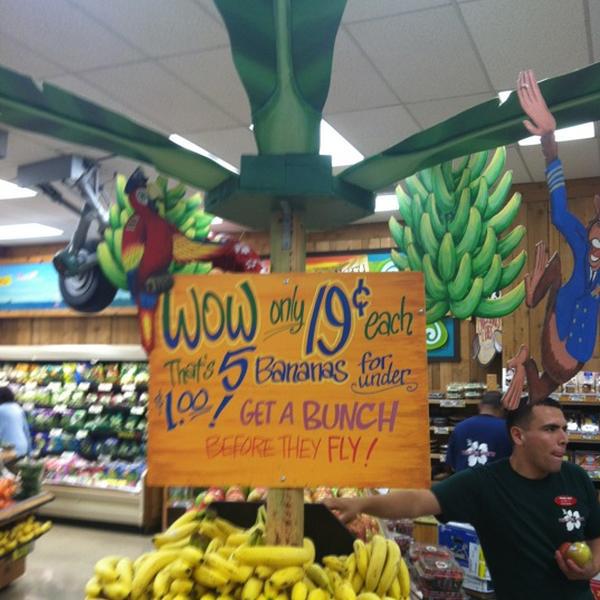 WOW only 19¢ each
That's 5 Bananas for under
$1.00! GET A BUNCH
BEFORE THEY FLY!